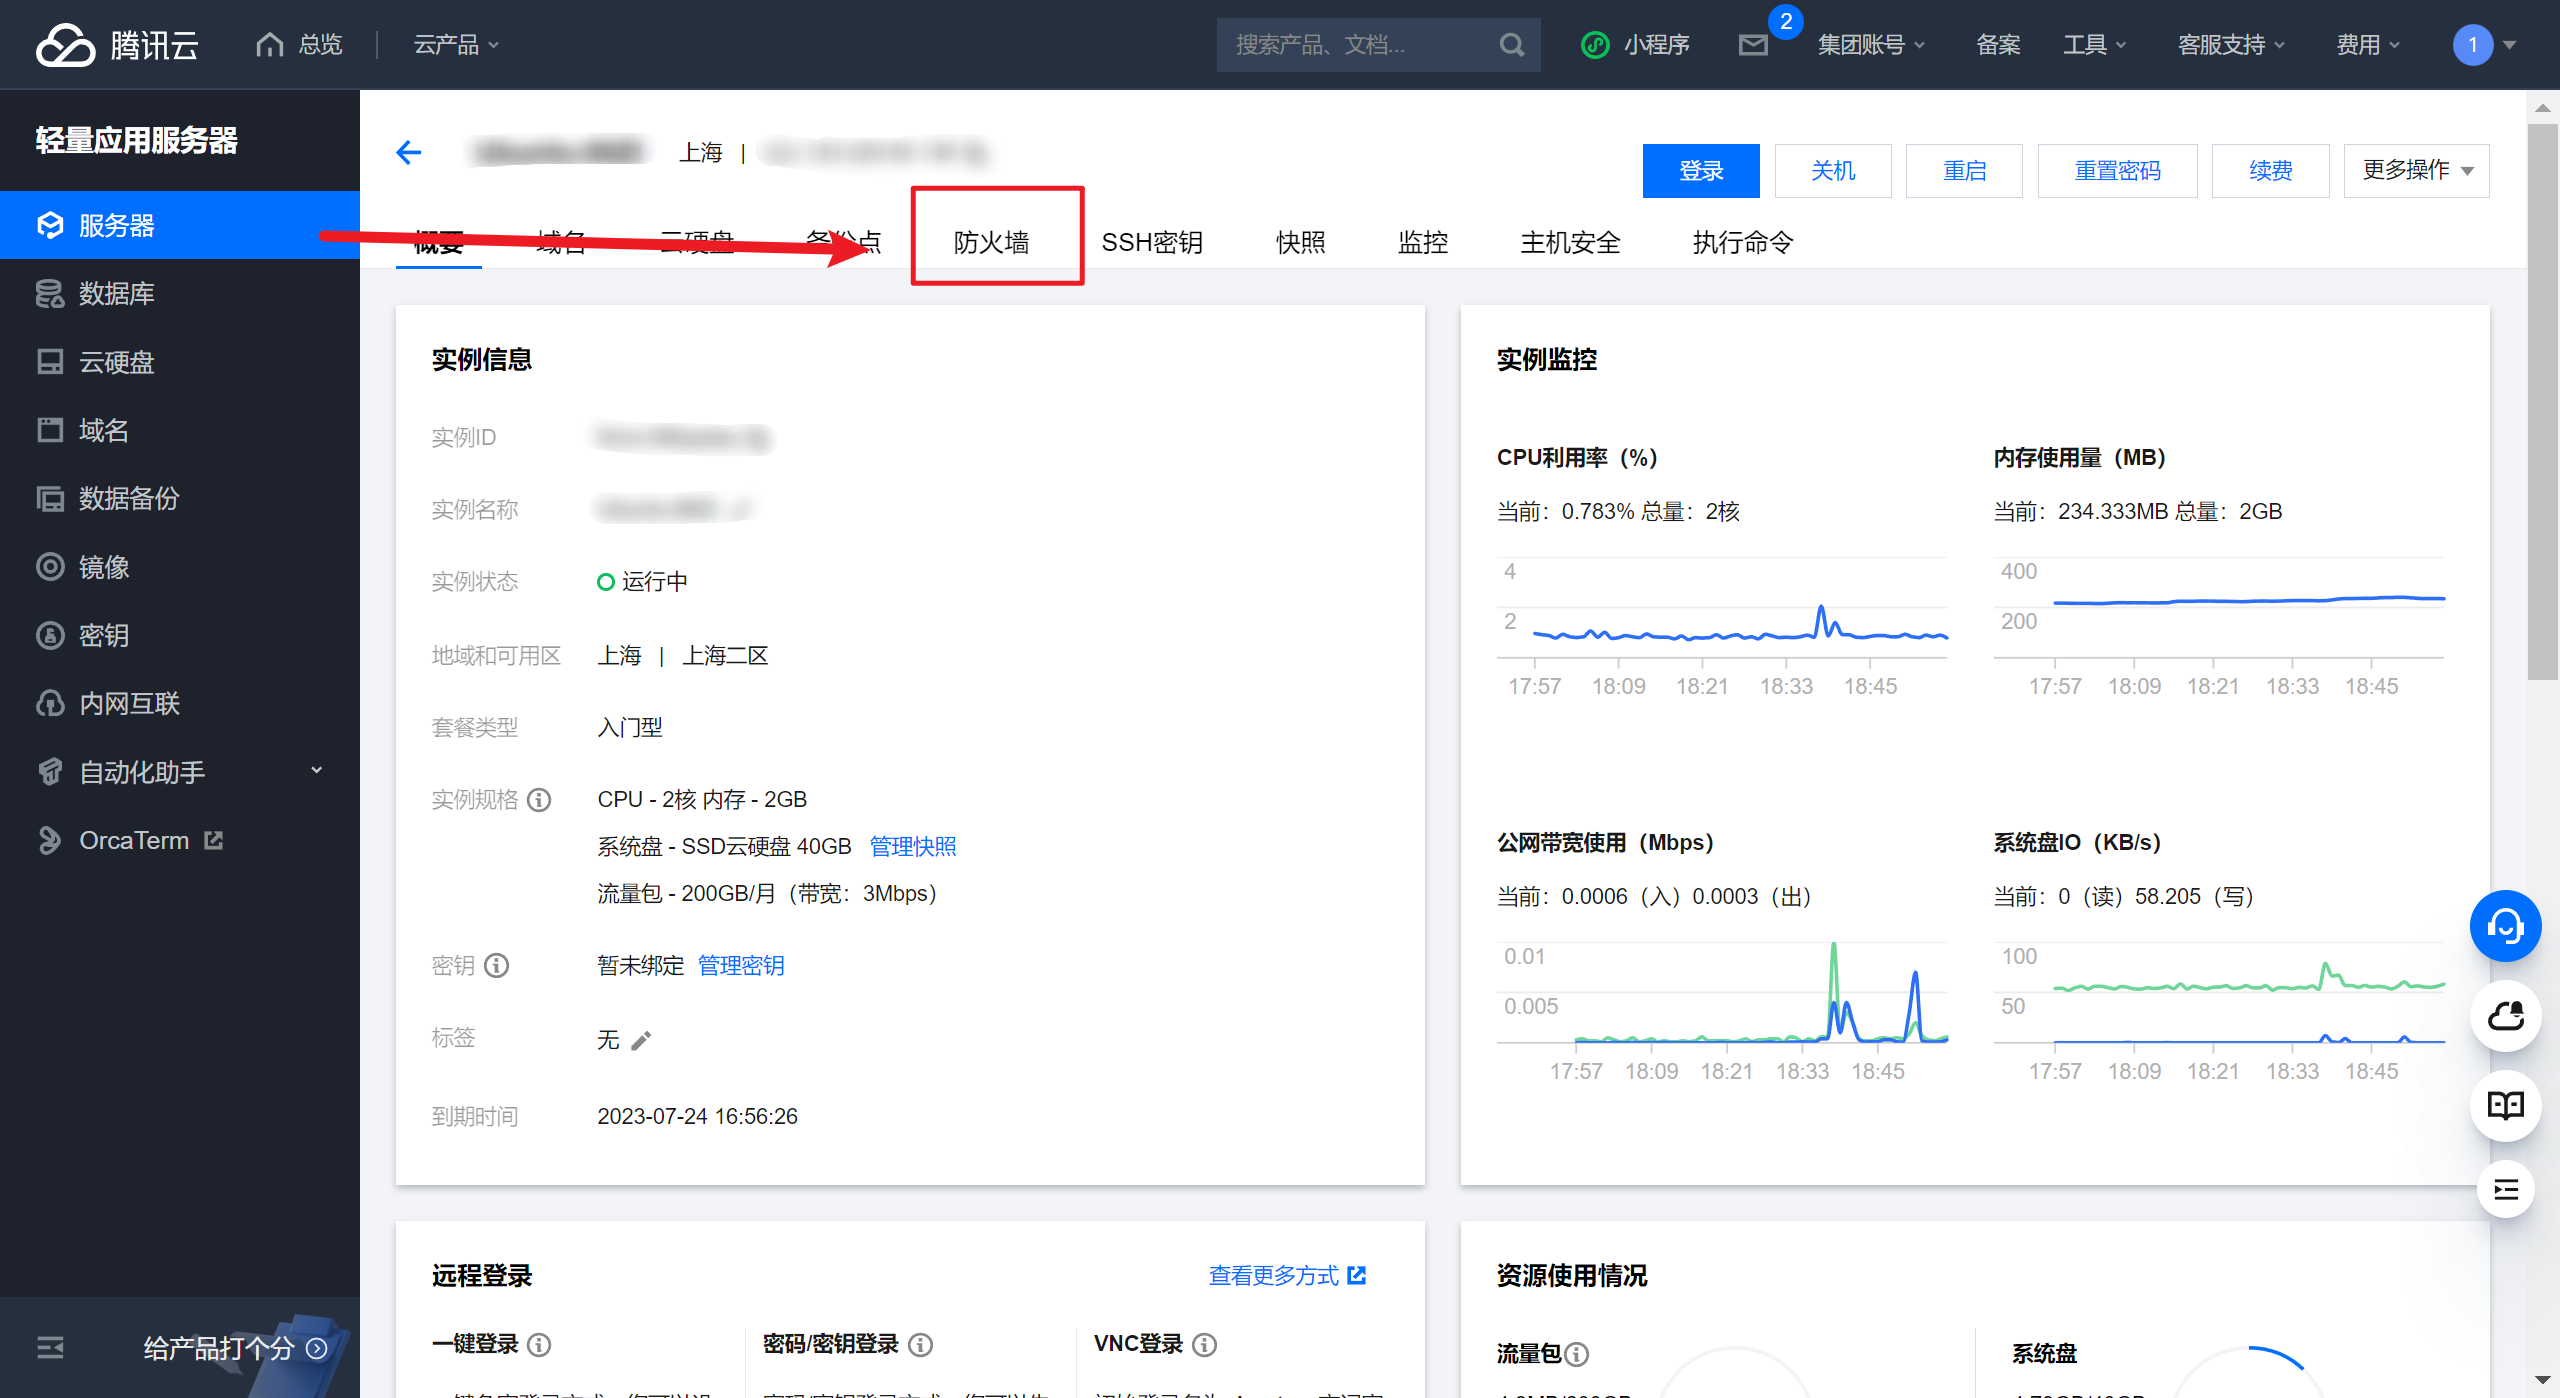 腾讯云 总览 云产品 搜索产品、文档... 小程序 2 集团账号 备案 工具 客服支持 费用 1
轻量应用服务器
服务器
数据库
云硬盘
域名
数据备份
镜像
密钥
内网互联
自动化助手
OrcaTerm
给产品打个分
上海 |
登录 关机 重启 重置密码 续费 更多操作
概要 域名 云硬盘 备份点 防火墙 SSH密钥 快照 监控 主机安全 执行命令
实例信息
实例ID
实例名称
实例状态 运行中
地域和可用区 上海 | 上海二区
套餐类型 入门型
实例规格 CPU - 2核 内存 - 2GB
系统盘 - SSD云硬盘 40GB 管理快照
流量包 - 200GB/月（带宽：3Mbps）
密钥 暂未绑定 管理密钥
标签 无
到期时间 2023-07-24 16:56:26
实例监控
CPU利用率（%）
当前：0.783% 总量：2核
4
2
17:57 18:09 18:21 18:33 18:45
内存使用量（MB）
当前：234.333MB 总量：2GB
400
200
17:57 18:09 18:21 18:33 18:45
公网带宽使用（Mbps）
当前：0.0006（入）0.0003（出）
0.01
0.005
17:57 18:09 18:21 18:33 18:45
系统盘IO（KB/s）
当前：0（读）58.205（写）
100
50
17:57 18:09 18:21 18:33 18:45
远程登录 查看更多方式
一键登录 密码/密钥登录 VNC登录
资源使用情况
流量包 系统盘